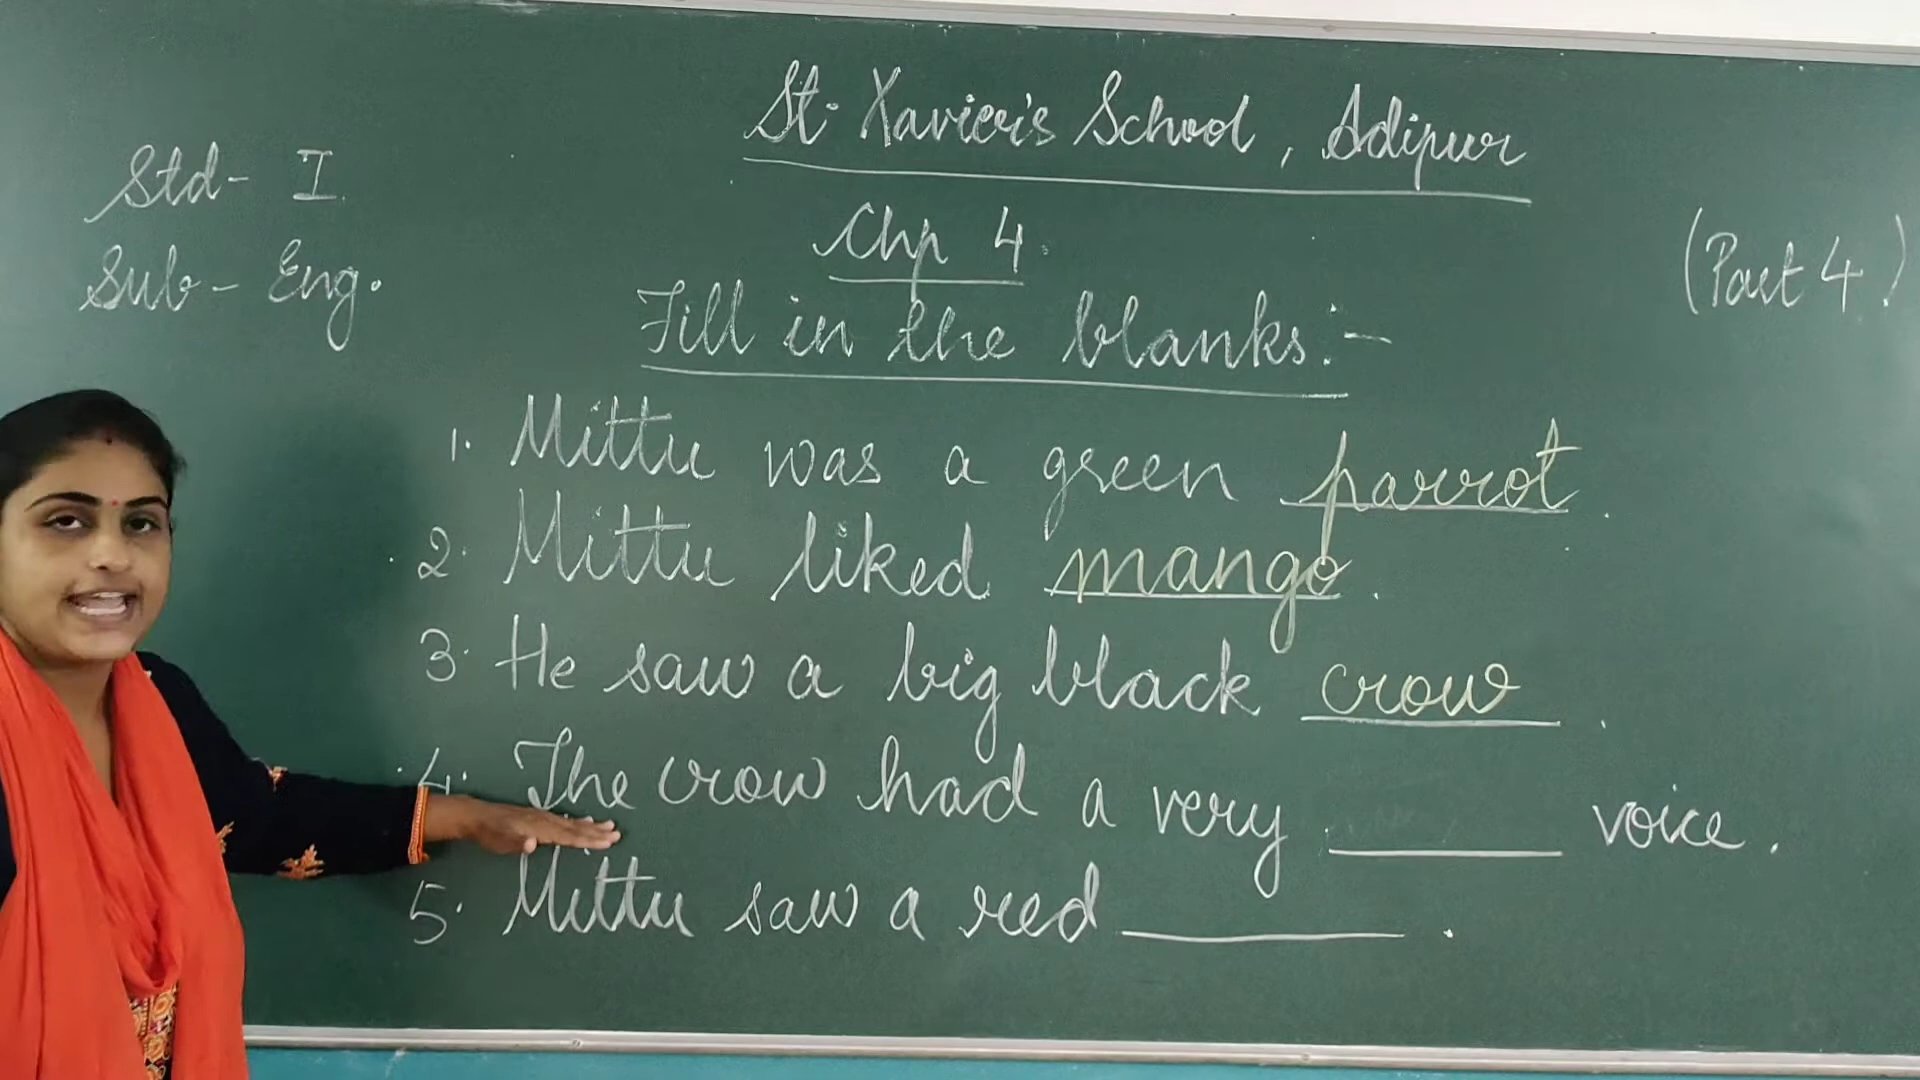 St. Xavier's School, Adipur
Std- I
Sub- Eng.
Chp 4.
(Part 4)
Fill in the blanks:-
1. Mittu was a green parrot.
2. Mittu liked mango.
3. He saw a big black crow.
4. The crow had a very ______ voice.
5. Mittu saw a red ______.